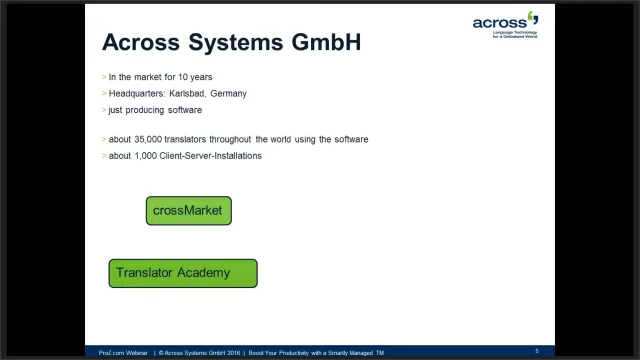 across
Language Technology
for a Globalized World
Across Systems GmbH
> In the market for 10 years
> Headquarters: Karlsbad, Germany
> just producing software
> about 35,000 translators throughout the world using the software
> about 1,000 Client-Server-Installations
crossMarket
Translator Academy
ProZ.com Webinar | © Across Systems GmbH 2016 | Boost Your Productivity with a Smartly Managed TM 5